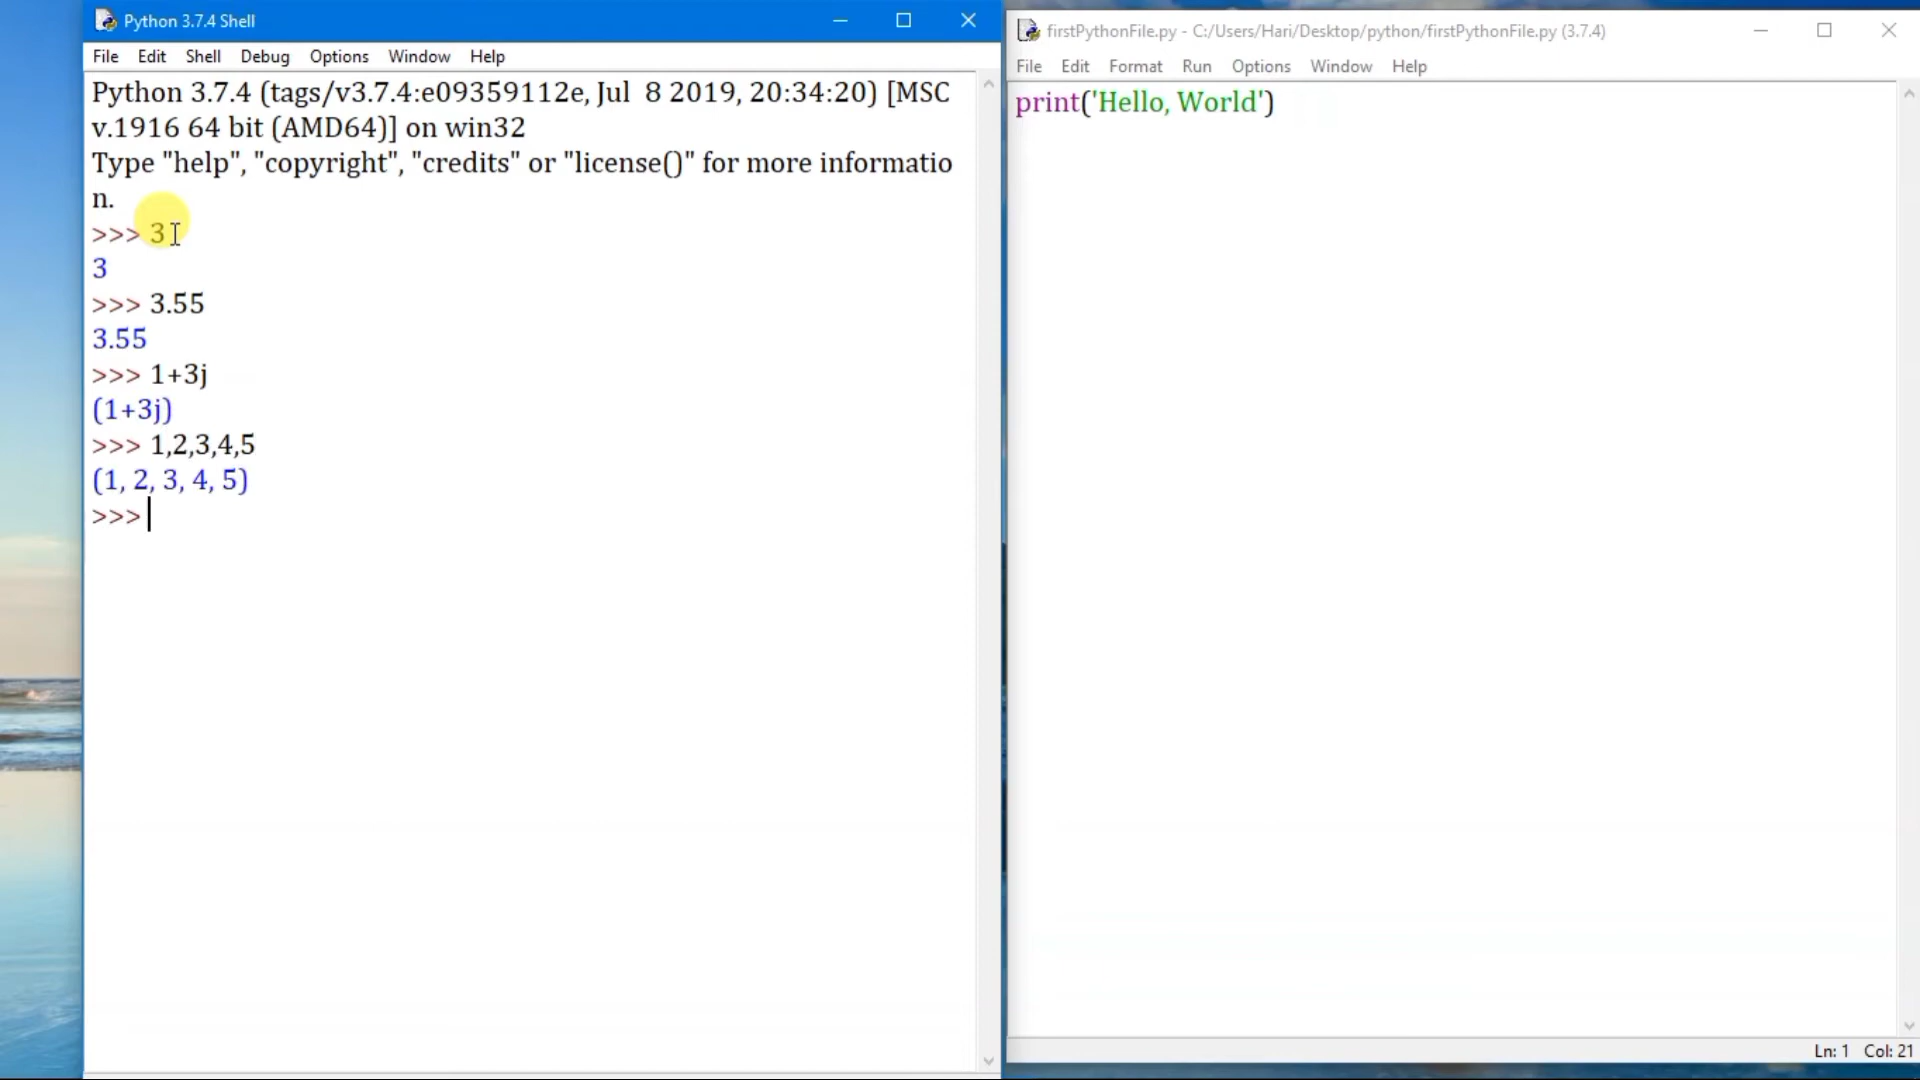 Python 3.7.4 Shell
File Edit Shell Debug Options Window Help
Python 3.7.4 (tags/v3.7.4:e09359112e, Jul  8 2019, 20:34:20) [MSC
v.1916 64 bit (AMD64)] on win32
Type "help", "copyright", "credits" or "license()" for more informatio
n.
>>> 3
3
>>> 3.55
3.55
>>> 1+3j
(1+3j)
>>> 1,2,3,4,5
(1, 2, 3, 4, 5)
>>>
firstPythonFile.py - C:/Users/Hari/Desktop/python/firstPythonFile.py (3.7.4)
File Edit Format Run Options Window Help
print('Hello, World')
Ln: 1 Col: 21